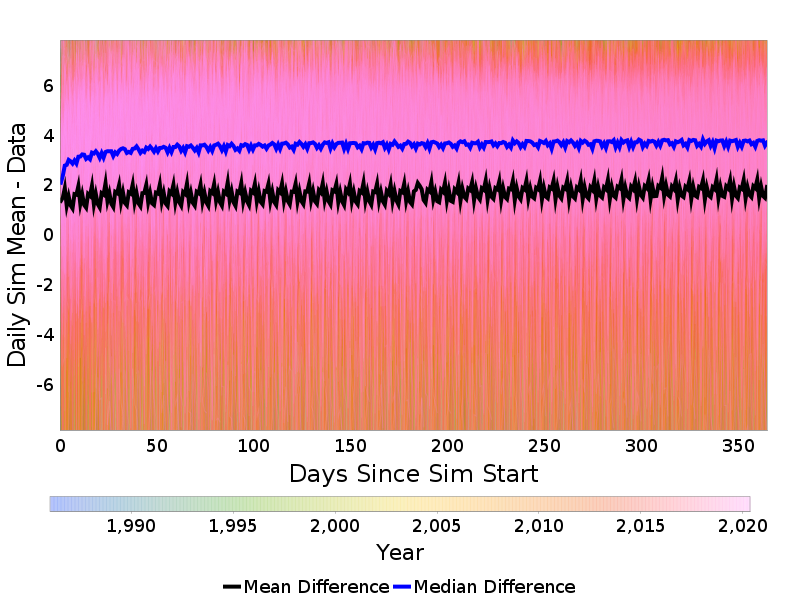 Daily Sim Mean - Data
6
4
2
0
-2
-4
-6
0 50 100 150 200 250 300 350
Days Since Sim Start
1,990 1,995 2,000 2,005 2,010 2,015 2,020
Year
Mean Difference Median Difference